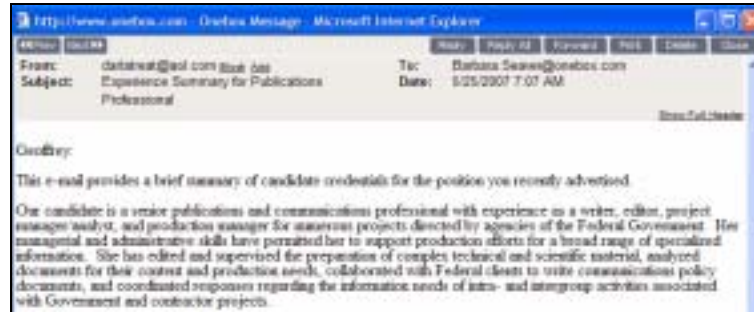 http://www.onebox.com - Onebox Message - Microsoft Internet Explorer
Reply Reply All Forward Print Delete Close
From: dartatreat@aol.com Block Add To: Barbara Seaver@onebox.com
Subject: Experience Summary for Publications Date: 6/25/2007 7:07 AM
Professional
Show Full Header
Geoffrey:
This e-mail provides a brief summary of candidate credentials for the position you recently advertised.
Our candidate is a senior publications and communications professional with experience as a writer, editor, project
manager/analyst, and production manager for numerous projects directed by agencies of the Federal Government. Her
managerial and administrative skills have permitted her to support production efforts for a broad range of specialized
information. She has edited and supervised the preparation of complex technical and scientific material, analyzed
documents for their content and production needs, collaborated with Federal clients to write communications policy
documents, and coordinated responses regarding the information needs of intra- and intergroup activities associated
with Government and contractor projects.